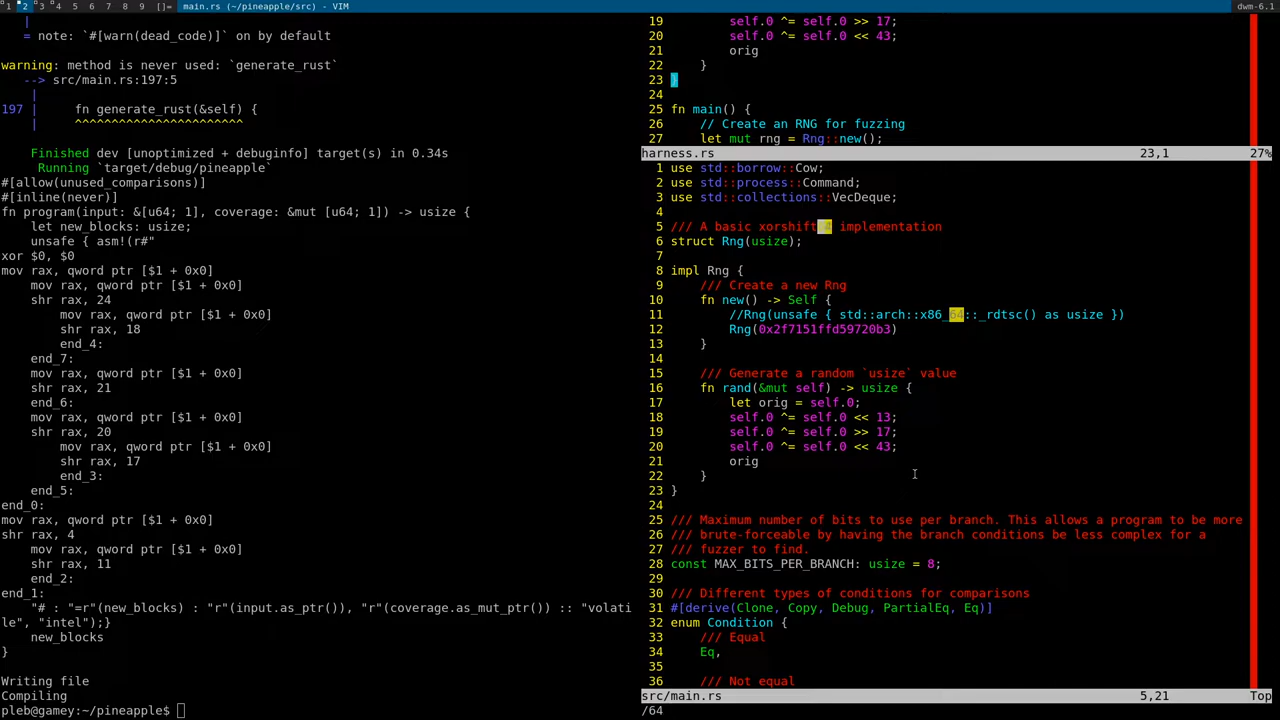 1 2 3 4 5 6 7 8 9 []= main.rs (~/pineapple/src) - VIM dwm-6.1
|
= note: `#[warn(dead_code)]` on by default
warning: method is never used: `generate_rust`
--> src/main.rs:197:5
|
197 | fn generate_rust(&self) {
| ^^^^^^^^^^^^^^^^^^^^^^^
Finished dev [unoptimized + debuginfo] target(s) in 0.34s
Running `target/debug/pineapple`
#[allow(unused_comparisons)]
#[inline(never)]
fn program(input: &[u64; 1], coverage: &mut [u64; 1]) -> usize {
let new_blocks: usize;
unsafe { asm!(r#"
xor $0, $0
mov rax, qword ptr [$1 + 0x0]
mov rax, qword ptr [$1 + 0x0]
shr rax, 24
mov rax, qword ptr [$1 + 0x0]
shr rax, 18
end_4:
end_7:
mov rax, qword ptr [$1 + 0x0]
shr rax, 21
end_6:
mov rax, qword ptr [$1 + 0x0]
shr rax, 20
mov rax, qword ptr [$1 + 0x0]
shr rax, 17
end_3:
end_5:
end_0:
mov rax, qword ptr [$1 + 0x0]
shr rax, 4
mov rax, qword ptr [$1 + 0x0]
shr rax, 11
end_2:
end_1:
"# : "=r"(new_blocks) : "r"(input.as_ptr()), "r"(coverage.as_mut_ptr()) :: "volati
le", "intel");}
new_blocks
}
Writing file
Compiling
pleb@gamey:~/pineapple$
19 self.0 ^= self.0 >> 17;
20 self.0 ^= self.0 << 43;
21 orig
22 }
23 }
24
25 fn main() {
26 // Create an RNG for fuzzing
27 let mut rng = Rng::new();
harness.rs 23,1 27%
1 use std::borrow::Cow;
2 use std::process::Command;
3 use std::collections::VecDeque;
4
5 /// A basic xorshift64 implementation
6 struct Rng(usize);
7
8 impl Rng {
9 /// Create a new Rng
10 fn new() -> Self {
11 //Rng(unsafe { std::arch::x86_64::_rdtsc() as usize })
12 Rng(0x2f7151ffd59720b3)
13 }
14
15 /// Generate a random `usize` value
16 fn rand(&mut self) -> usize {
17 let orig = self.0;
18 self.0 ^= self.0 << 13;
19 self.0 ^= self.0 >> 17;
20 self.0 ^= self.0 << 43;
21 orig
22 }
23 }
24
25 /// Maximum number of bits to use per branch. This allows a program to be more
26 /// brute-forceable by having the branch conditions be less complex for a
27 /// fuzzer to find.
28 const MAX_BITS_PER_BRANCH: usize = 8;
29
30 /// Different types of conditions for comparisons
31 #[derive(Clone, Copy, Debug, PartialEq, Eq)]
32 enum Condition {
33 /// Equal
34 Eq,
35
36 /// Not equal
src/main.rs 5,21 Top
/64